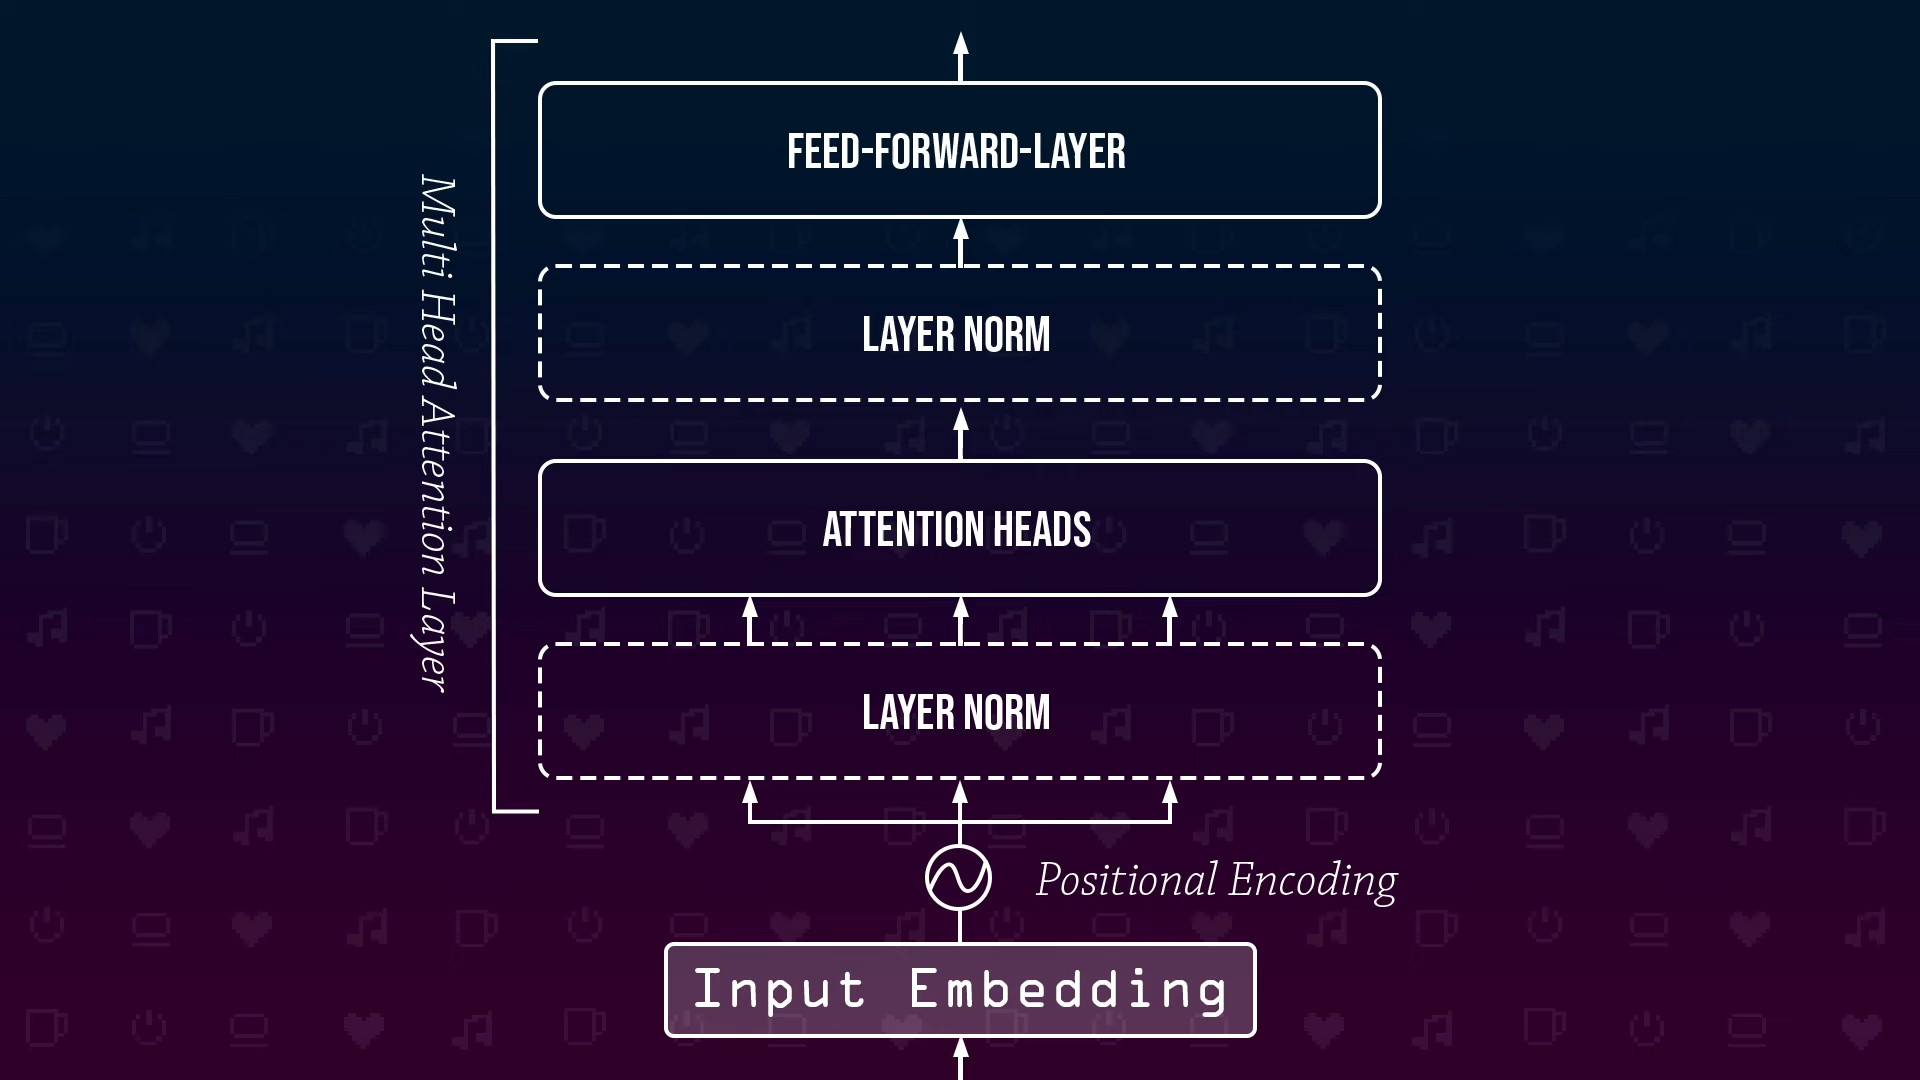 FEED-FORWARD-LAYER
LAYER NORM
ATTENTION HEADS
LAYER NORM
Multi Head Attention Layer
Positional Encoding
Input Embedding